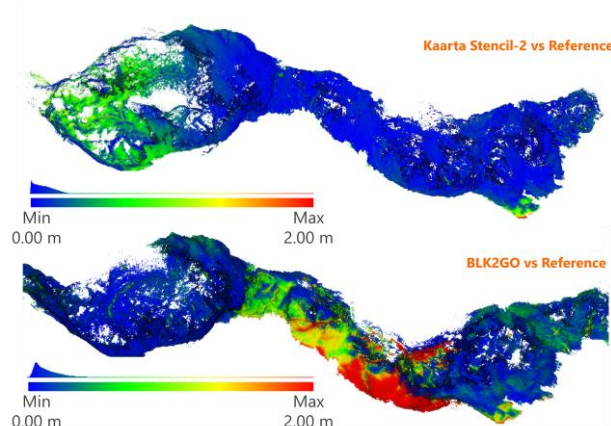 Kaarta Stencil-2 vs Reference
Min Max
0.00 m 2.00 m
BLK2GO vs Reference
Min Max
0.00 m 2.00 m